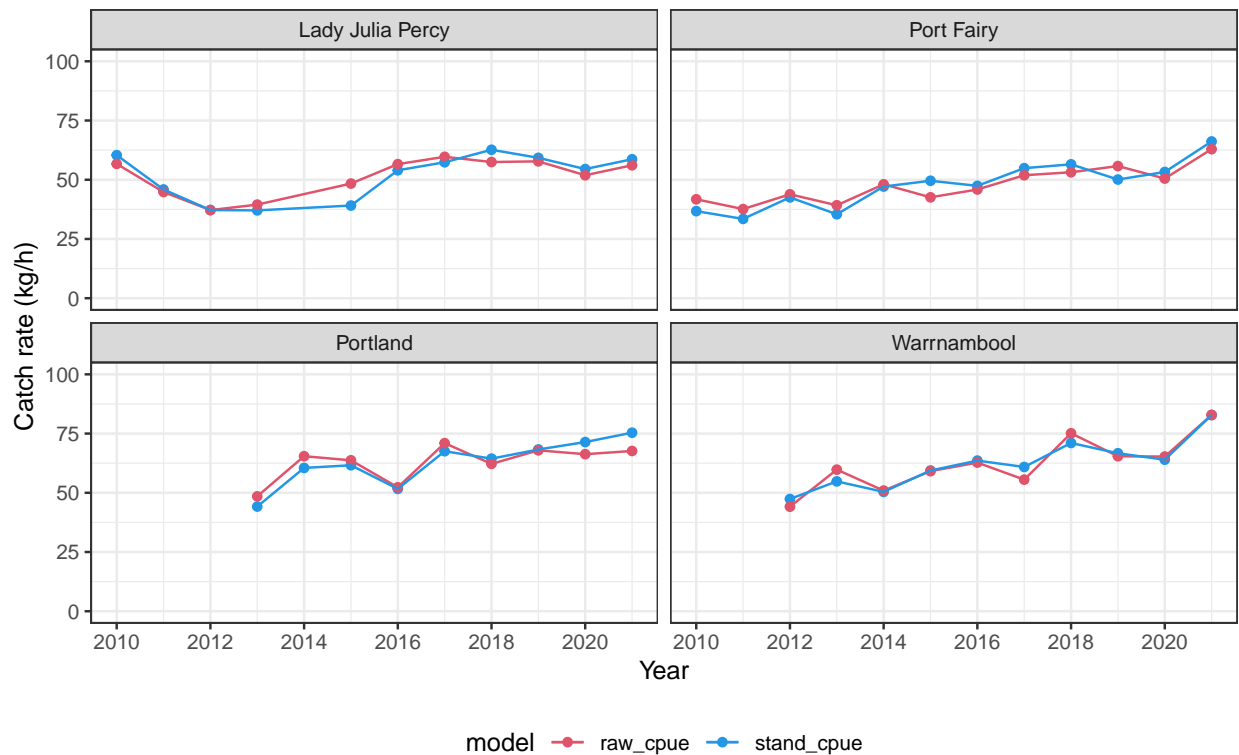 Lady Julia Percy
Port Fairy
100
75
50
25
0
Portland
Warrnambool
100
75
50
25
0
Catch rate (kg/h)
2010 2012 2014 2016 2018 2020
2010 2012 2014 2016 2018 2020
Year
model raw_cpue stand_cpue